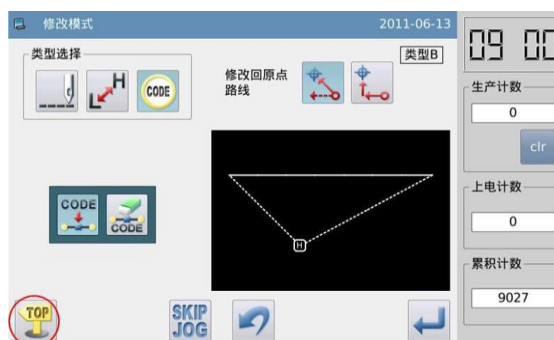 修改模式
2011-06-13
类型选择
H
L
CODE
修改回原点
路线
类型B
CODE
CODE
H
TOP
SKIP
JOG
09 00
生产计数
0
clr
上电计数
0
累积计数
9027